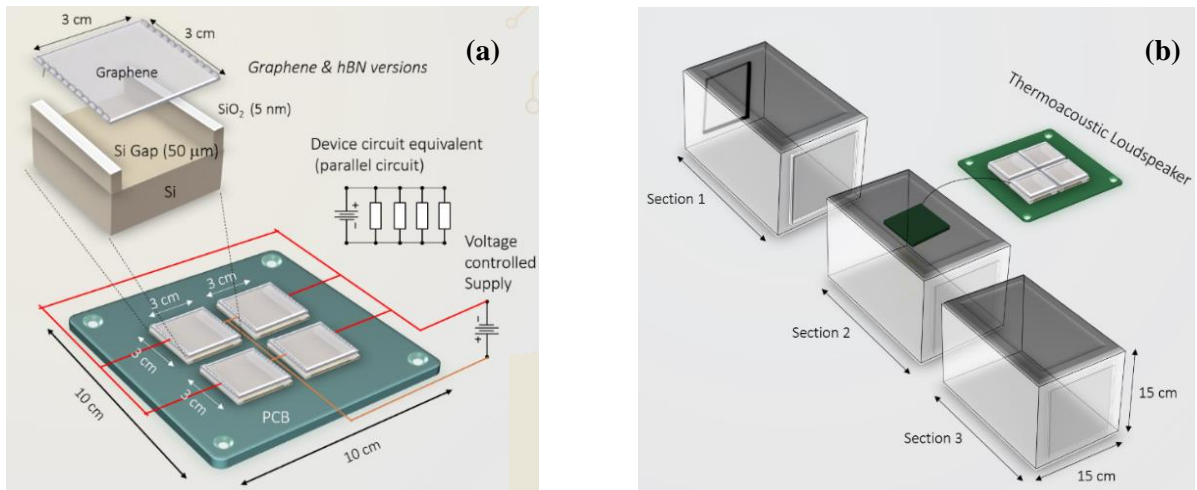 3 cm
3 cm
(a)
Graphene
Graphene & hBN versions
SiO2 (5 nm)
Si Gap (50 μm)
Si
Device circuit equivalent
(parallel circuit)
+
-
Voltage
controlled
Supply
-
+
3 cm
3 cm
3 cm
3 cm
PCB
10 cm
10 cm
(b)
Thermoacoustic Loudspeaker
Section 1
Section 2
Section 3
15 cm
15 cm